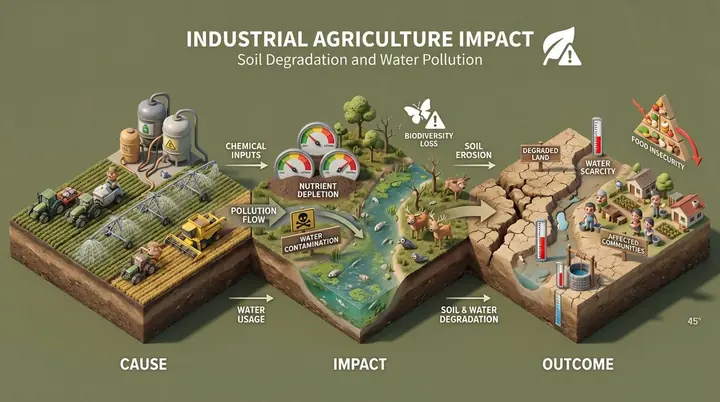 INDUSTRIAL AGRICULTURE IMPACT
Soil Degradation and Water Pollution
CHEMICAL
INPUTS
POLLUTION
FLOW
WATER
USAGE
NUTRIENT
DEPLETION
WATER
CONTAMINATION
BIODIVERSITY
LOSS
SOIL
EROSION
SOIL & WATER
DEGRADATION
DEGRADED
LAND
WATER
SCARCITY
FOOD INSECURITY
AFFECTED
COMMUNITIES
45°
CAUSE
IMPACT
OUTCOME